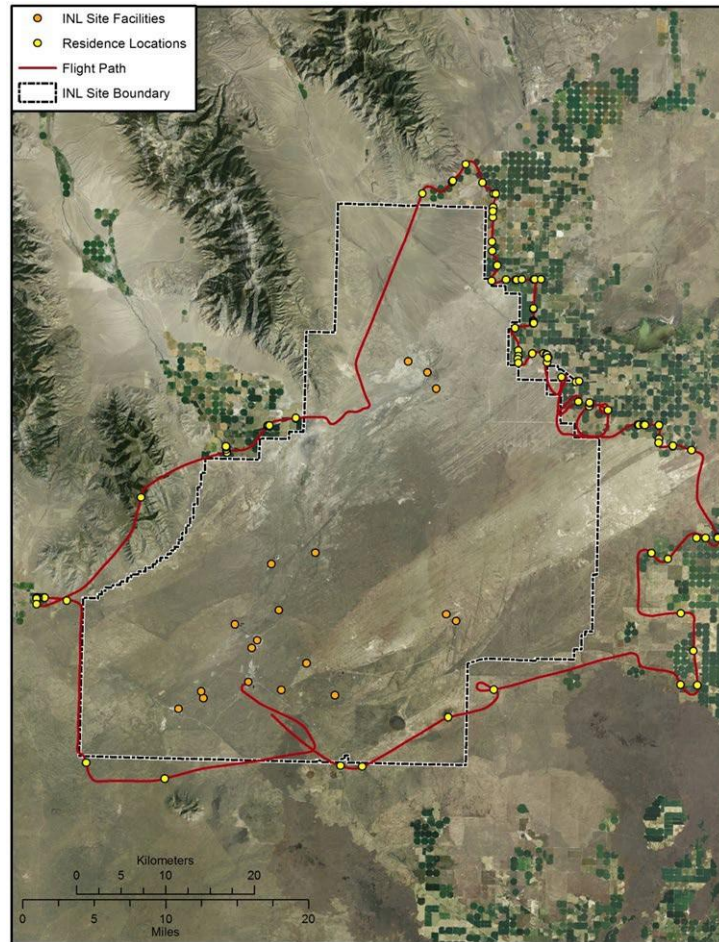 INL Site Facilities
Residence Locations
Flight Path
INL Site Boundary
Kilometers
0 5 10 20
0 5 10 20
Miles